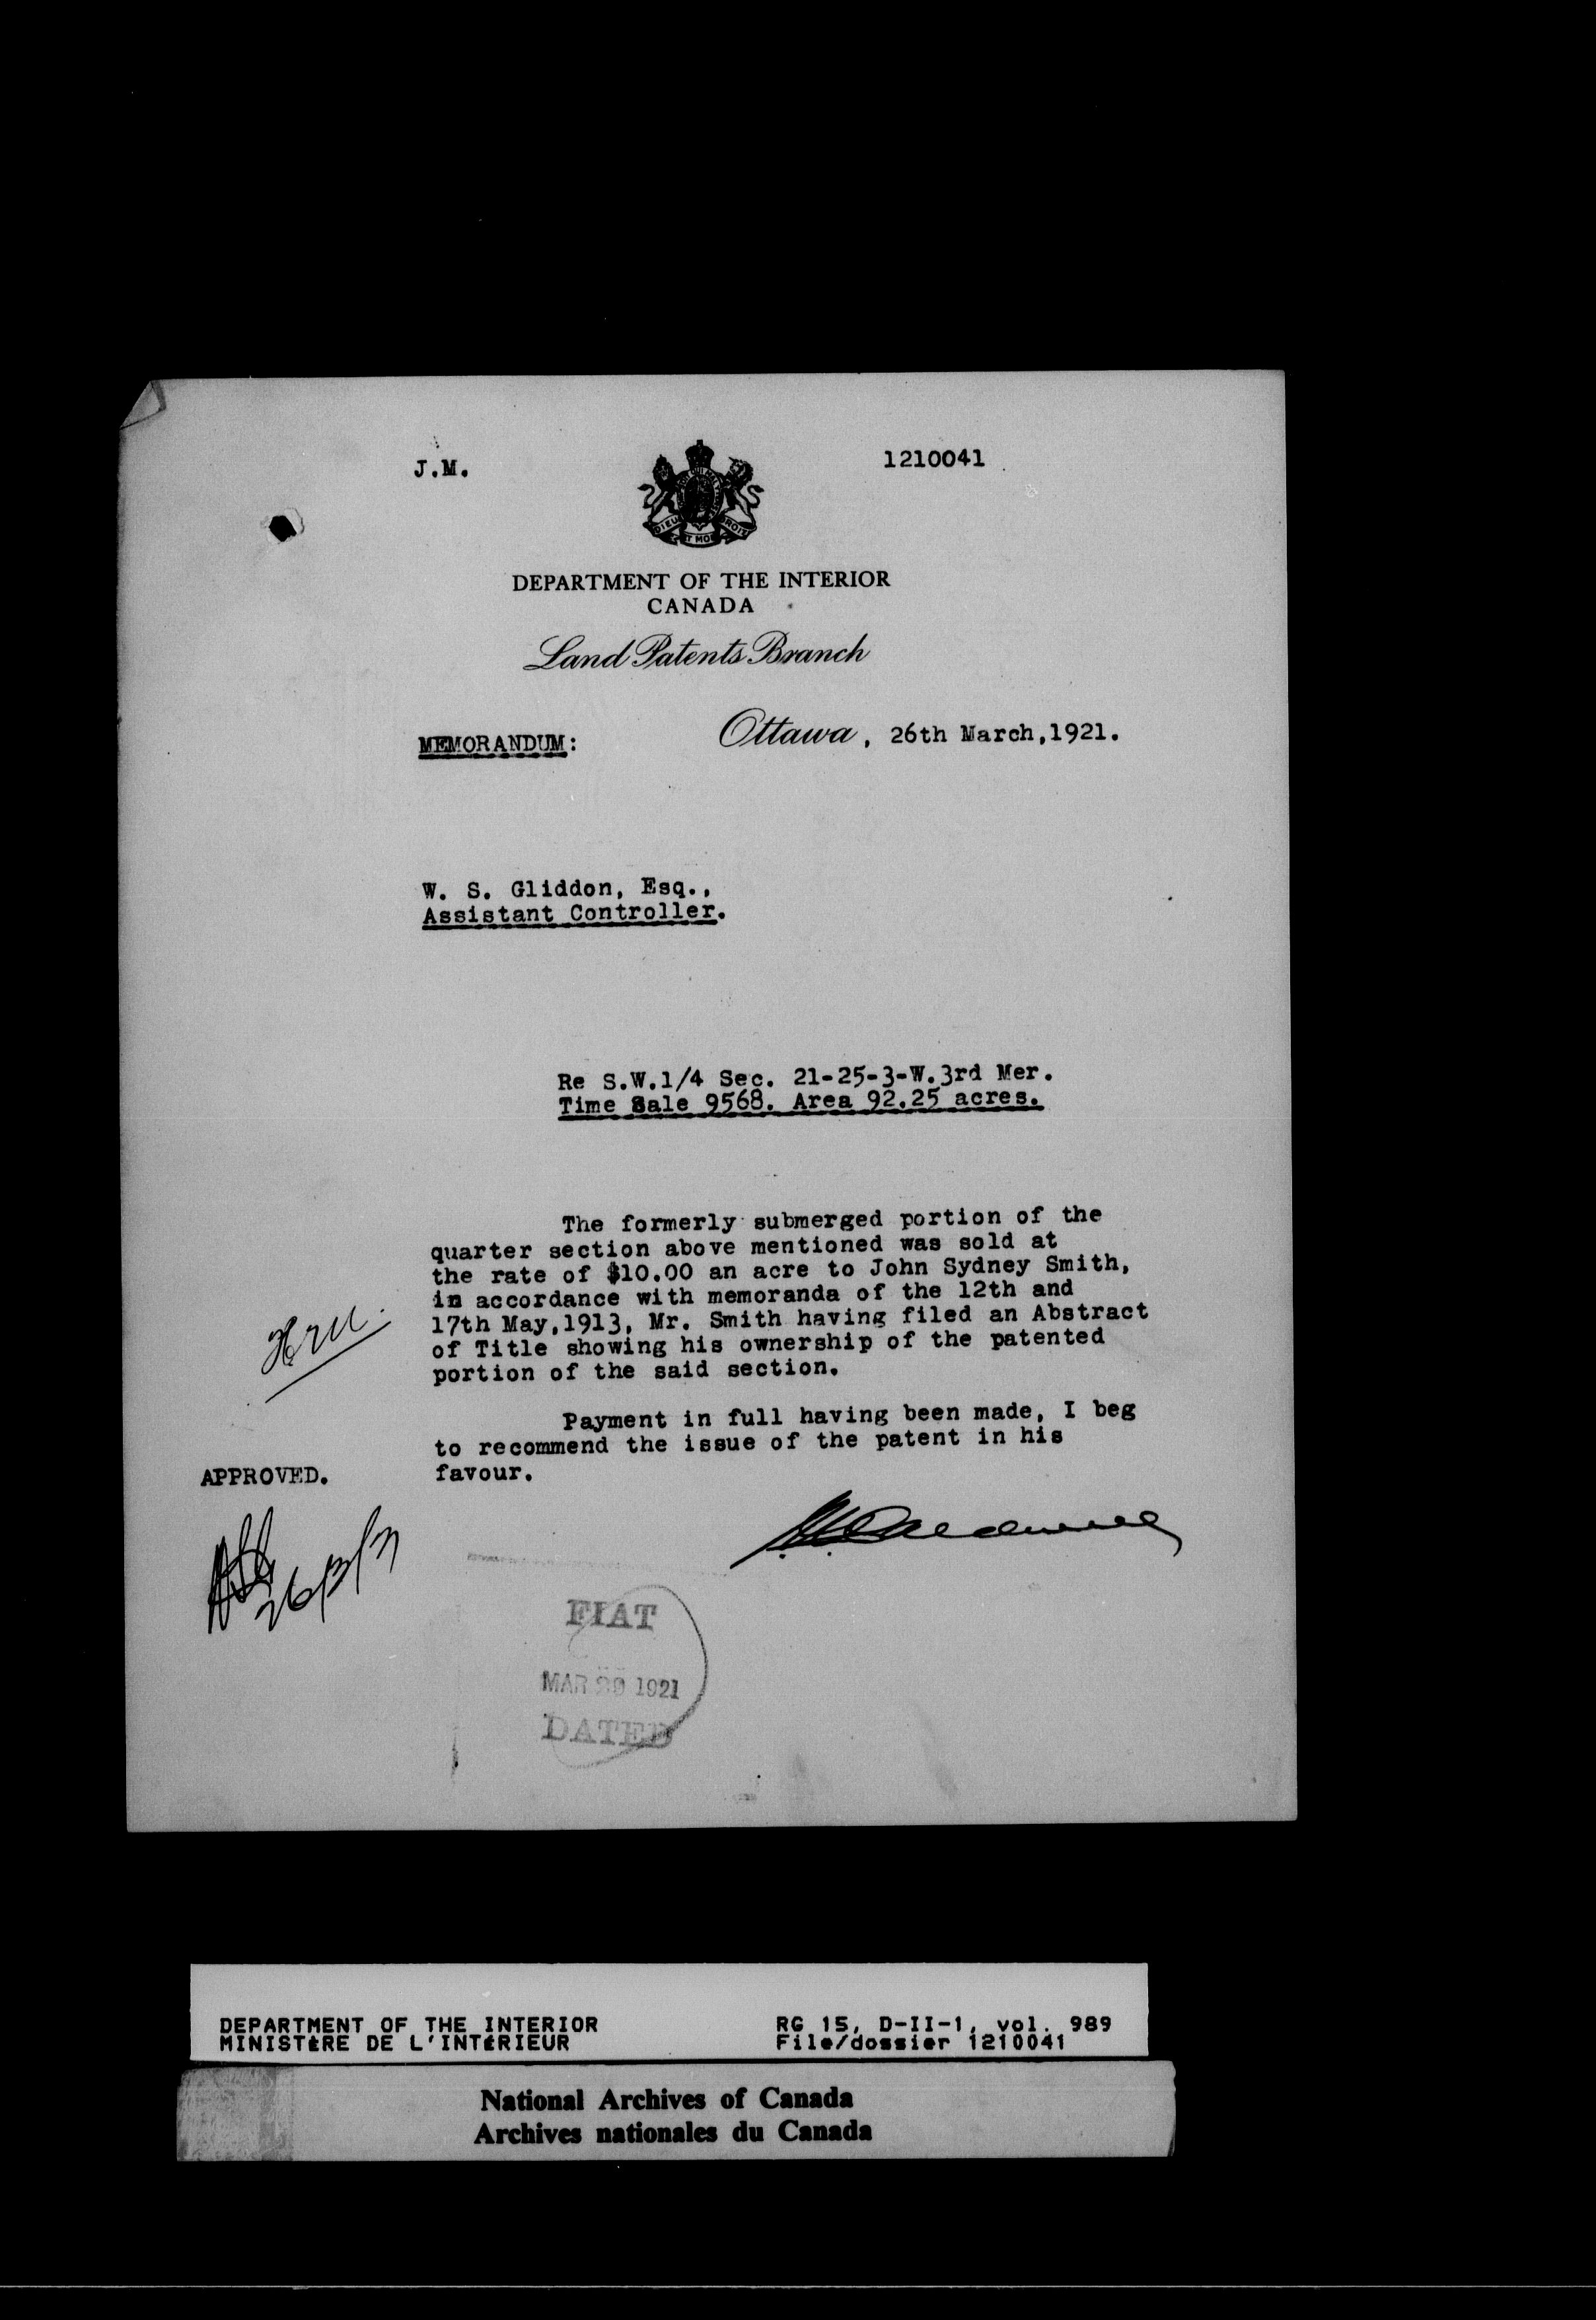 J.M.
1210041
DIEU ET MON DROIT
DEPARTMENT OF THE INTERIOR
CANADA
Land Patents Branch
MEMORANDUM:
Ottawa, 26th March,1921.
W. S. Gliddon, Esq.,
Assistant Controller.
Re S.W.1/4 Sec. 21-25-3-W.3rd Mer.
Time Sale 9568. Area 92.25 acres.
The formerly submerged portion of the
quarter section above mentioned was sold at
the rate of $10.00 an acre to John Sydney Smith,
in accordance with memoranda of the 12th and
17th May,1913, Mr. Smith having filed an Abstract
of Title showing his ownership of the patented
portion of the said section.
Payment in full having been made, I beg
to recommend the issue of the patent in his
favour.
APPROVED.
FIAT
MAR 1921
DATED
DEPARTMENT OF THE INTERIOR
MINISTÈRE DE L'INTÉRIEUR
RG 15, D-II-1, vol. 989
File/dossier 1210041
National Archives of Canada
Archives nationales du Canada